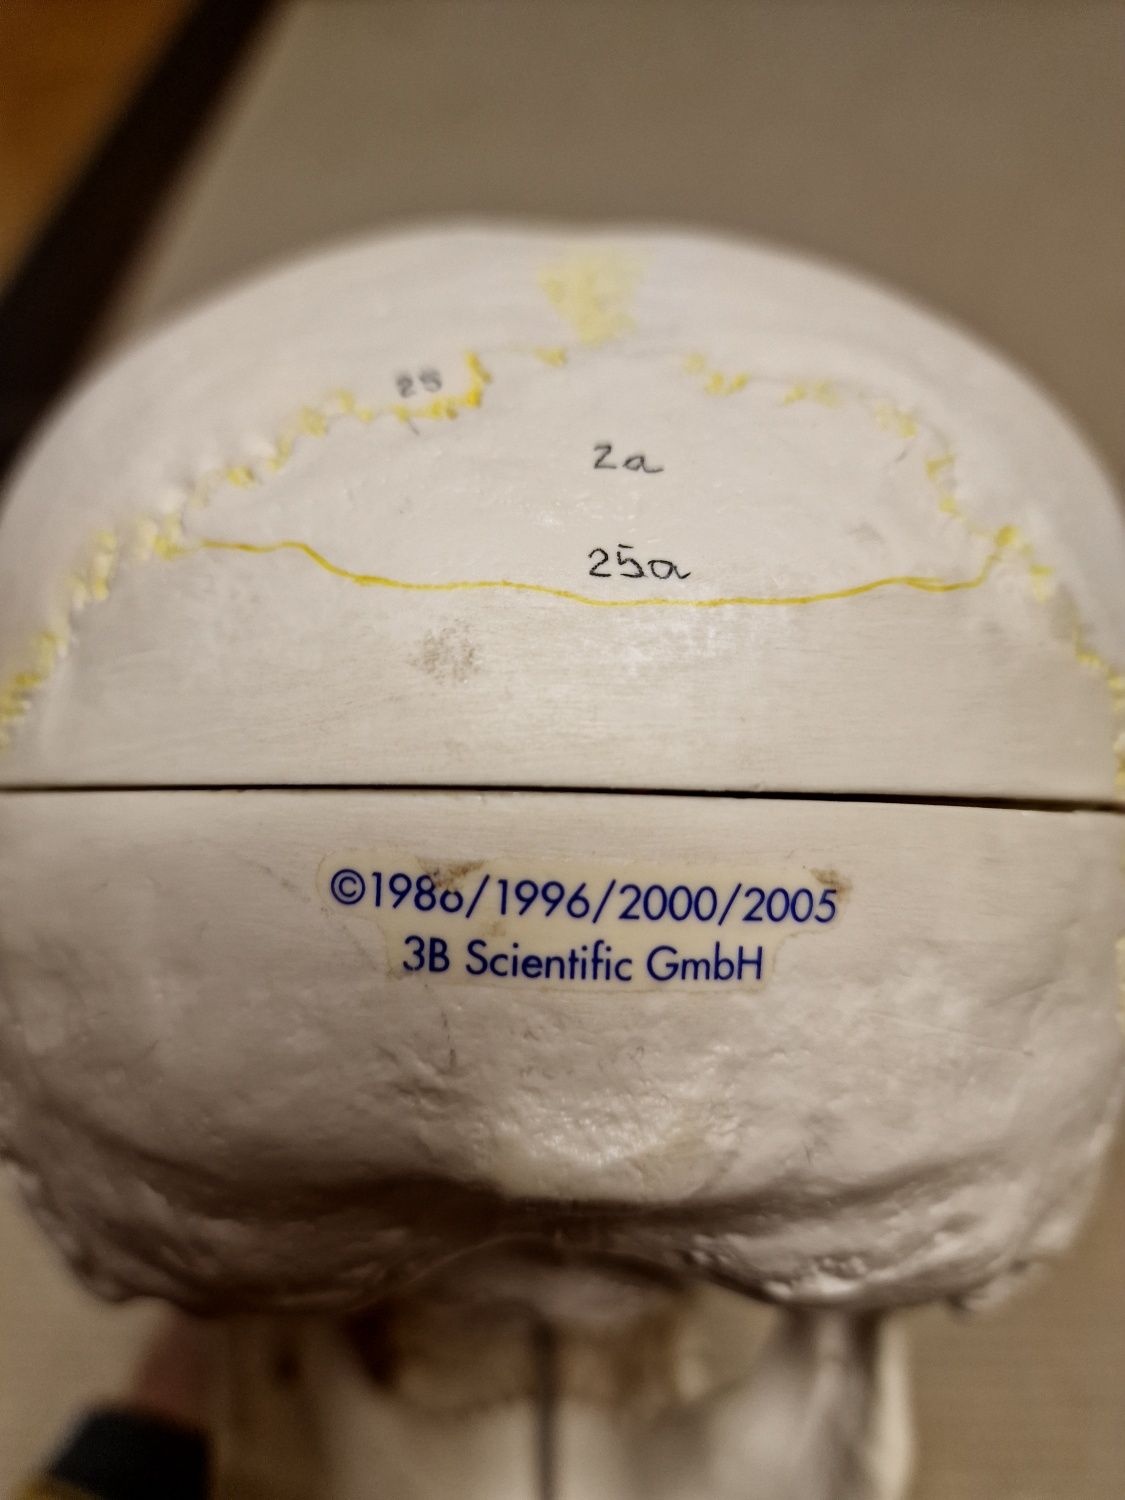 25
2a
25a
©1986/1996/2000/2005
3B Scientific GmbH